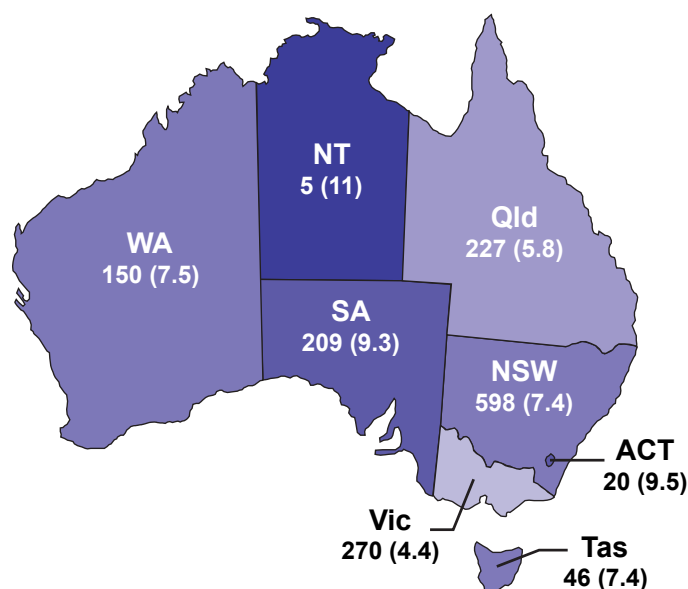 NT
5 (11)
Qld
227 (5.8)
WA
150 (7.5)
SA
209 (9.3)
NSW
598 (7.4)
ACT
20 (9.5)
Vic
270 (4.4)
Tas
46 (7.4)